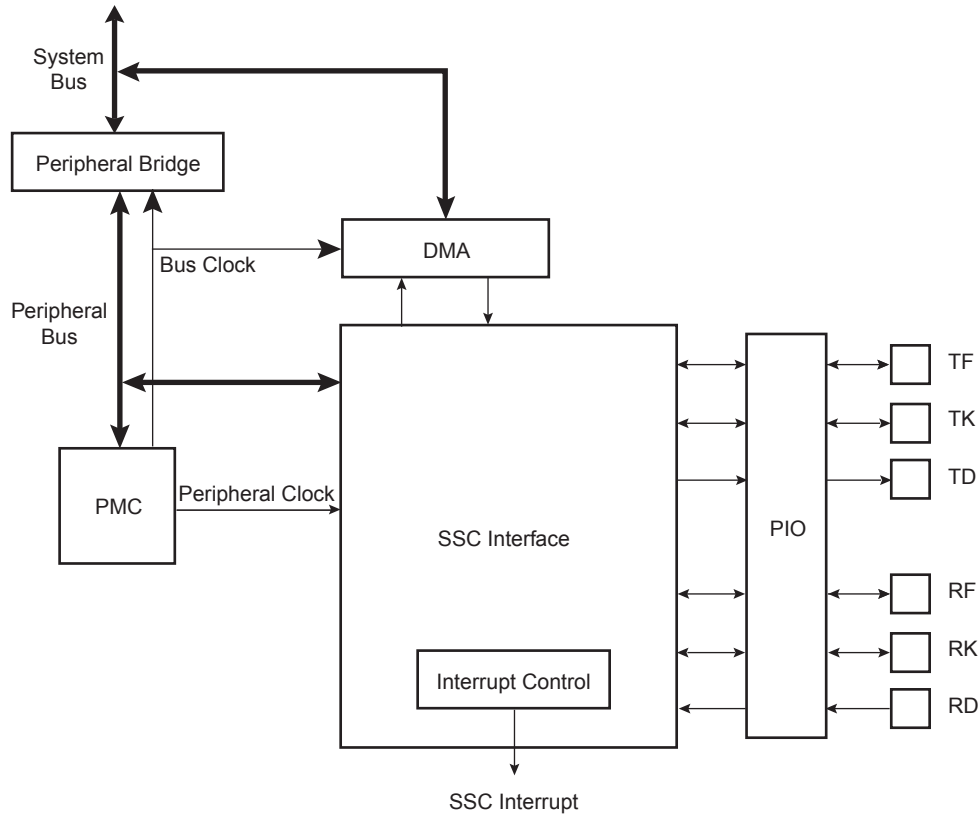 System
Bus
Peripheral Bridge
Bus Clock
DMA
Peripheral
Bus
TF
TK
TD
PMC
Peripheral Clock
SSC Interface
PIO
RF
RK
RD
Interrupt Control
SSC Interrupt